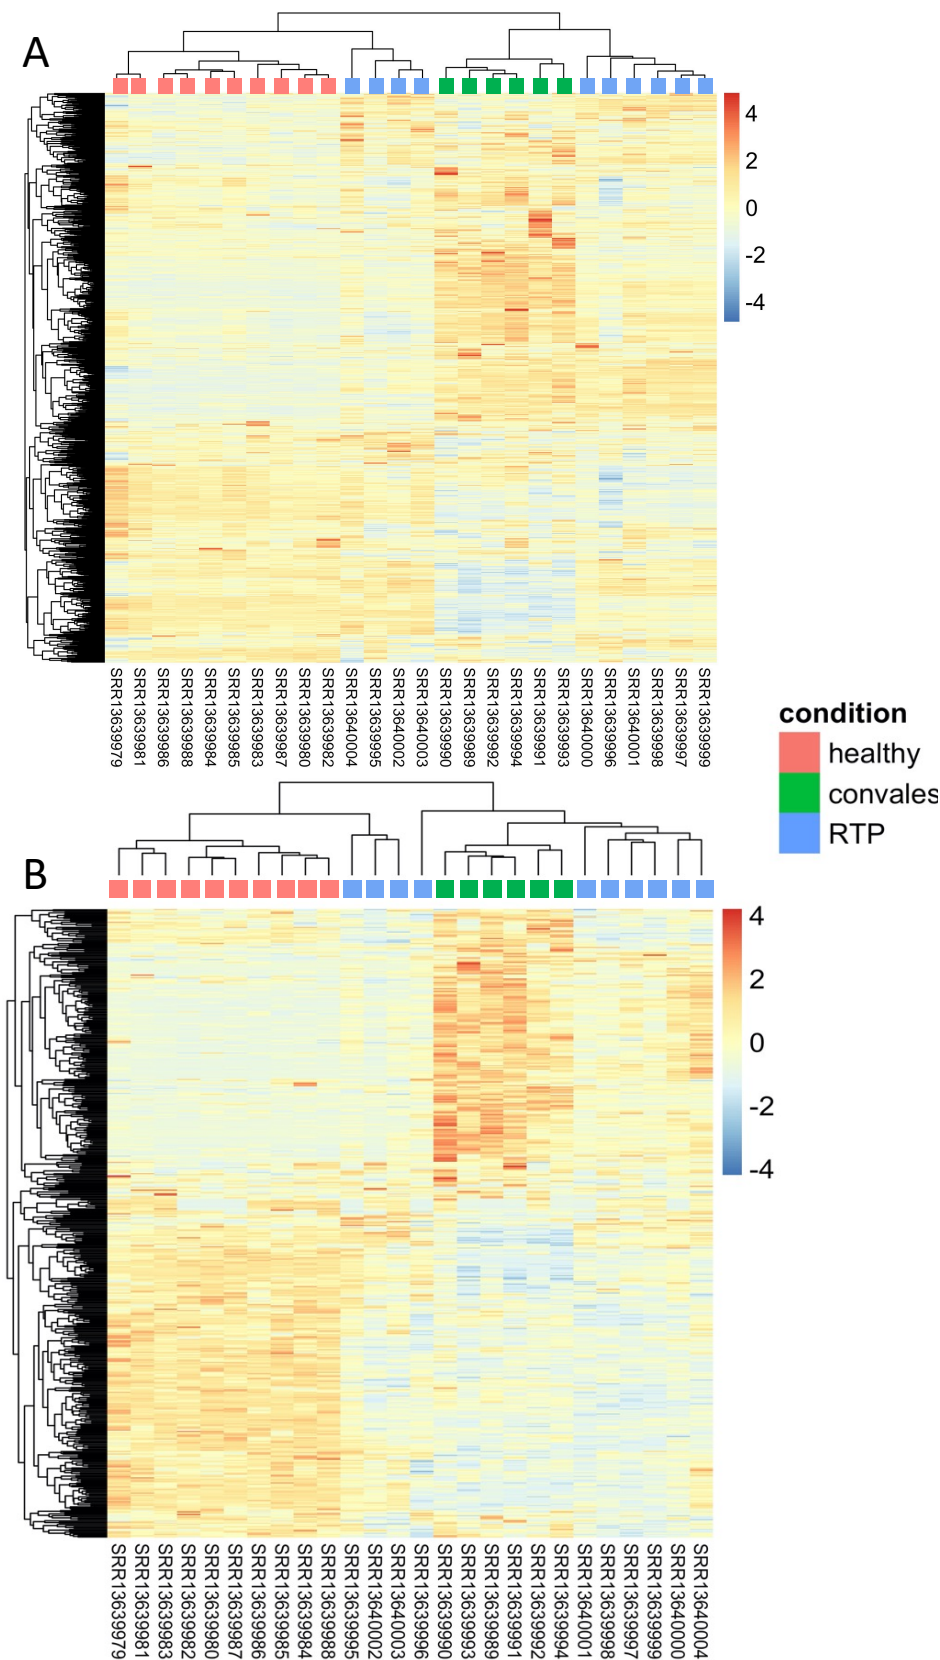 A
4
2
0
-2
-4
SRR13639979
SRR13639981
SRR13639986
SRR13639988
SRR13639984
SRR13639985
SRR13639983
SRR13639987
SRR13639980
SRR13639982
SRR13640004
SRR13639995
SRR13640002
SRR13640003
SRR13639990
SRR13639989
SRR13639992
SRR13639994
SRR13639991
SRR13639993
SRR13640000
SRR13639996
SRR13640001
SRR13639998
SRR13639997
SRR13639999
condition
healthy
convales
RTP
B
4
2
0
-2
-4
SRR13639979
SRR13639981
SRR13639983
SRR13639982
SRR13639980
SRR13639987
SRR13639986
SRR13639985
SRR13639984
SRR13639988
SRR13639995
SRR13640002
SRR13640003
SRR13639996
SRR13639990
SRR13639993
SRR13639989
SRR13639991
SRR13639992
SRR13639994
SRR13640001
SRR13639998
SRR13639997
SRR13639999
SRR13640000
SRR13640004